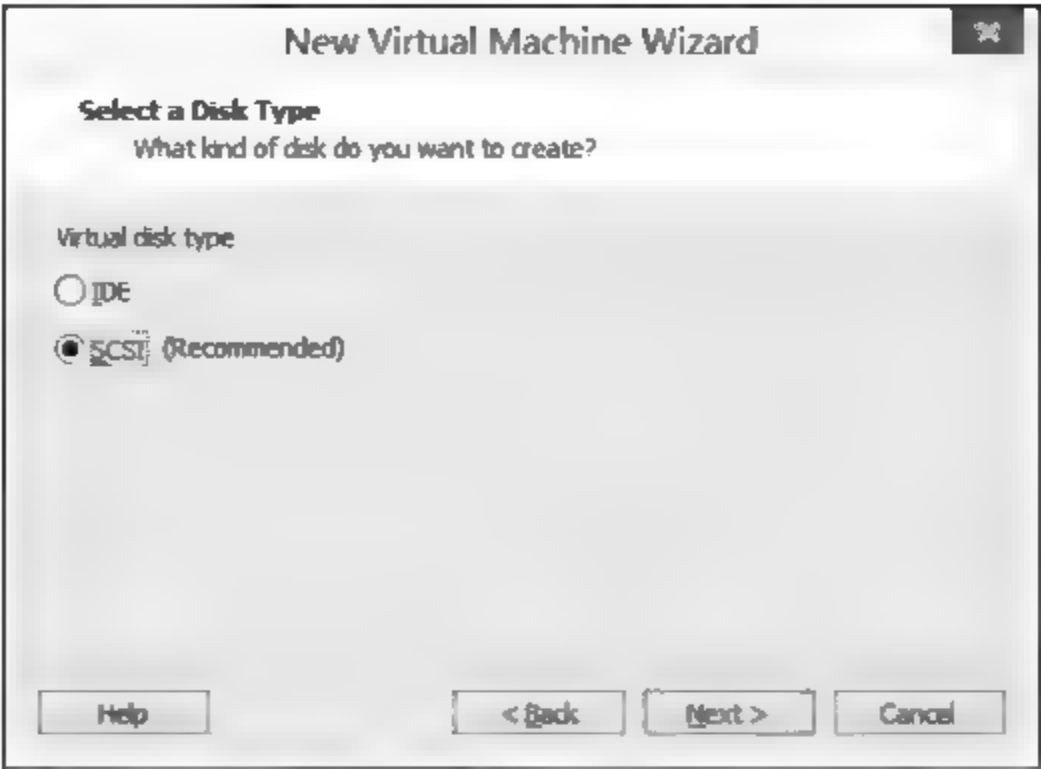 New Virtual Machine Wizard
Select a Disk Type
What kind of disk do you want to create?
Virtual disk type
IDE
SCSI (Recommended)
Help
< Back
Next >
Cancel